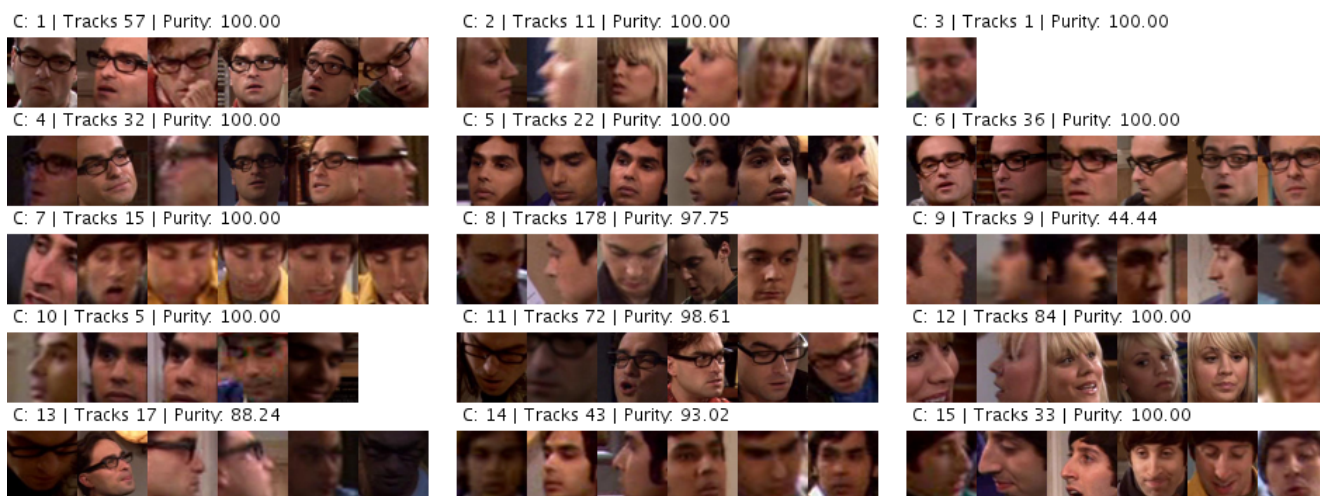 C: 1 | Tracks 57 | Purity: 100.00
C: 2 | Tracks 11 | Purity: 100.00
C: 3 | Tracks 1 | Purity: 100.00
C: 4 | Tracks 32 | Purity: 100.00
C: 5 | Tracks 22 | Purity: 100.00
C: 6 | Tracks 36 | Purity: 100.00
C: 7 | Tracks 15 | Purity: 100.00
C: 8 | Tracks 178 | Purity: 97.75
C: 9 | Tracks 9 | Purity: 44.44
C: 10 | Tracks 5 | Purity: 100.00
C: 11 | Tracks 72 | Purity: 98.61
C: 12 | Tracks 84 | Purity: 100.00
C: 13 | Tracks 17 | Purity: 88.24
C: 14 | Tracks 43 | Purity: 93.02
C: 15 | Tracks 33 | Purity: 100.00